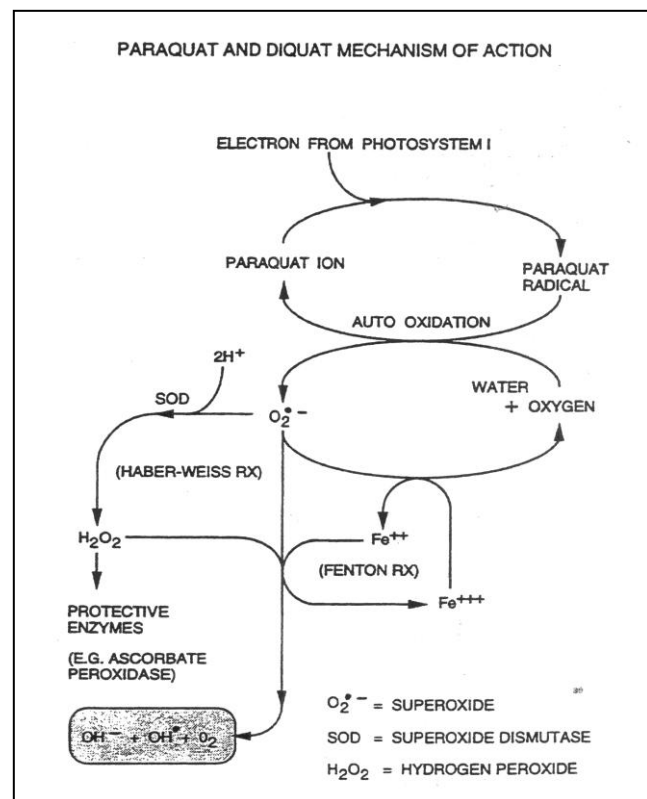 PARAQUAT AND DIQUAT MECHANISM OF ACTION
ELECTRON FROM PHOTOSYSTEM I
PARAQUAT ION
PARAQUAT
RADICAL
AUTO OXIDATION
2H⁺
SOD
O₂•⁻
WATER
+ OXYGEN
(HABER-WEISS RX)
H₂O₂
Fe⁺⁺
(FENTON RX)
Fe⁺⁺⁺
PROTECTIVE
ENZYMES
(E.G. ASCORBATE
PEROXIDASE)
OH⁻ + OH• + O₂
O₂•⁻ = SUPEROXIDE
SOD = SUPEROXIDE DISMUTASE
H₂O₂ = HYDROGEN PEROXIDE